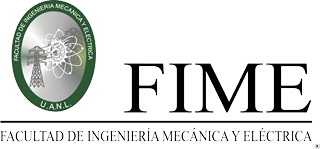 FACULTAD DE INGENIERÍA MECÁNICA Y ELÉCTRICA
U.A.N.L.
FIME
FACULTAD DE INGENIERÍA MECÁNICA Y ELÉCTRICA
®